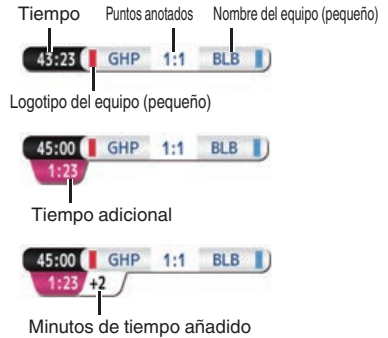 Tiempo Puntos anotados Nombre del equipo (pequeño)
43:23 GHP 1:1 BLB
Logotipo del equipo (pequeño)
45:00 GHP 1:1 BLB
1:23
Tiempo adicional
45:00 GHP 1:1 BLB
1:23 +2
Minutos de tiempo añadido